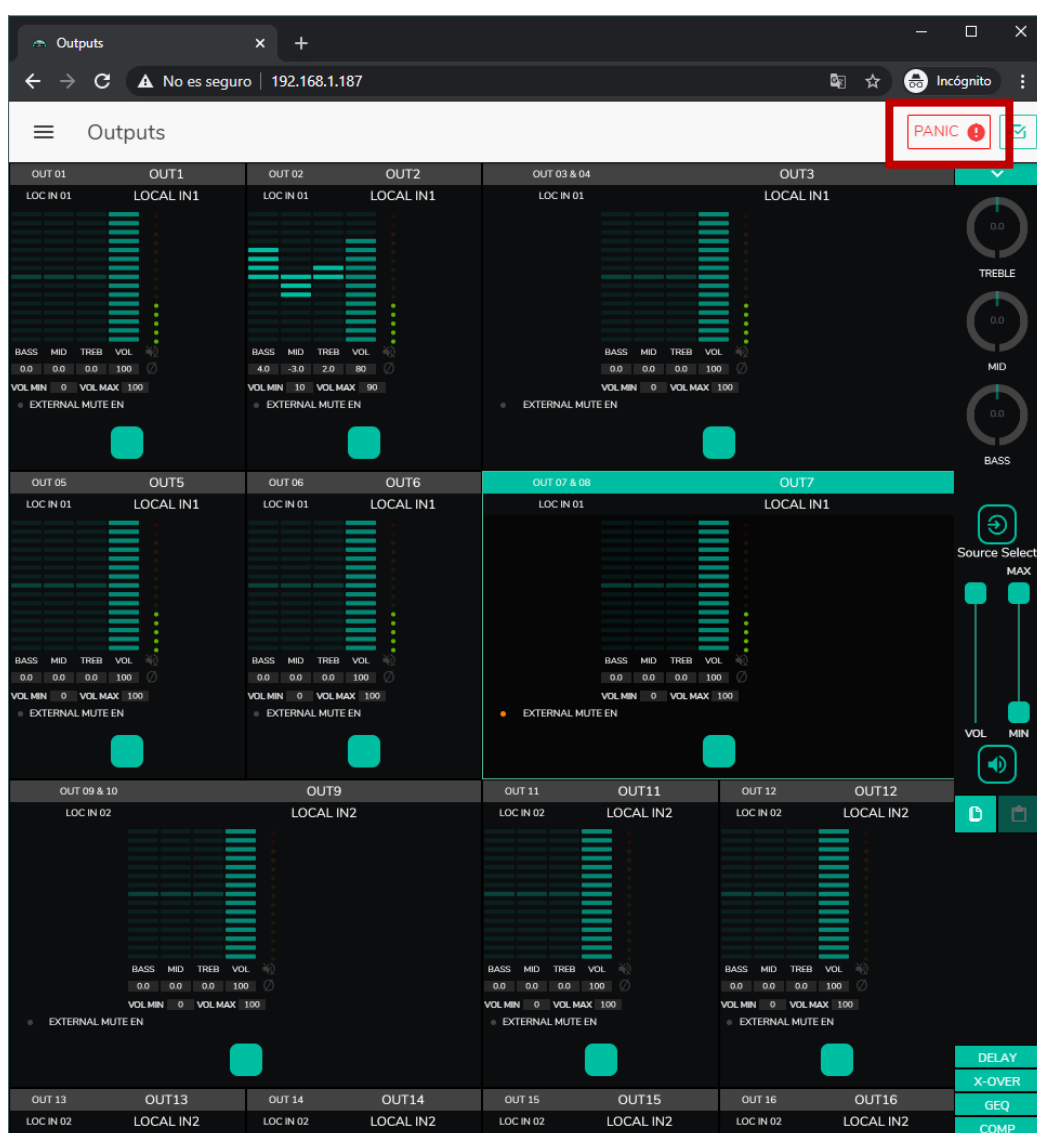 Outputs
No es seguro | 192.168.1.187 Incógnito
Outputs PANIC
OUT 01 OUT1 OUT 02 OUT2 OUT 03 & 04 OUT3
LOC IN 01 LOCAL IN1 LOC IN 01 LOCAL IN1 LOC IN 01 LOCAL IN1
0.0
TREBLE
0.0
BASS MID TREB VOL BASS MID TREB VOL BASS MID TREB VOL
0.0 0.0 0.0 100 4.0 -3.0 2.0 80 0.0 0.0 0.0 100 MID
VOL MIN 0 VOL MAX 100 VOL MIN 10 VOL MAX 90 VOL MIN 0 VOL MAX 100
EXTERNAL MUTE EN EXTERNAL MUTE EN EXTERNAL MUTE EN
0.0
BASS
OUT 05 OUT5 OUT 06 OUT6 OUT 07 & 08 OUT7
LOC IN 01 LOCAL IN1 LOC IN 01 LOCAL IN1 LOC IN 01 LOCAL IN1
Source Select
MAX
BASS MID TREB VOL BASS MID TREB VOL BASS MID TREB VOL
0.0 0.0 0.0 100 0.0 0.0 0.0 100 0.0 0.0 0.0 100
VOL MIN 0 VOL MAX 100 VOL MIN 0 VOL MAX 100 VOL MIN 0 VOL MAX 100
EXTERNAL MUTE EN EXTERNAL MUTE EN EXTERNAL MUTE EN
VOL MIN
OUT 09 & 10 OUT9 OUT 11 OUT11 OUT 12 OUT12
LOC IN 02 LOCAL IN2 LOC IN 02 LOCAL IN2 LOC IN 02 LOCAL IN2
BASS MID TREB VOL BASS MID TREB VOL BASS MID TREB VOL
0.0 0.0 0.0 100 0.0 0.0 0.0 100 0.0 0.0 0.0 100
VOL MIN 0 VOL MAX 100 VOL MIN 0 VOL MAX 100 VOL MIN 0 VOL MAX 100
EXTERNAL MUTE EN EXTERNAL MUTE EN EXTERNAL MUTE EN
DELAY
X-OVER
OUT 13 OUT13 OUT 14 OUT14 OUT 15 OUT15 OUT 16 OUT16
GEQ
LOC IN 02 LOCAL IN2 LOC IN 02 LOCAL IN2 LOC IN 02 LOCAL IN2 LOC IN 02 LOCAL IN2
COMP